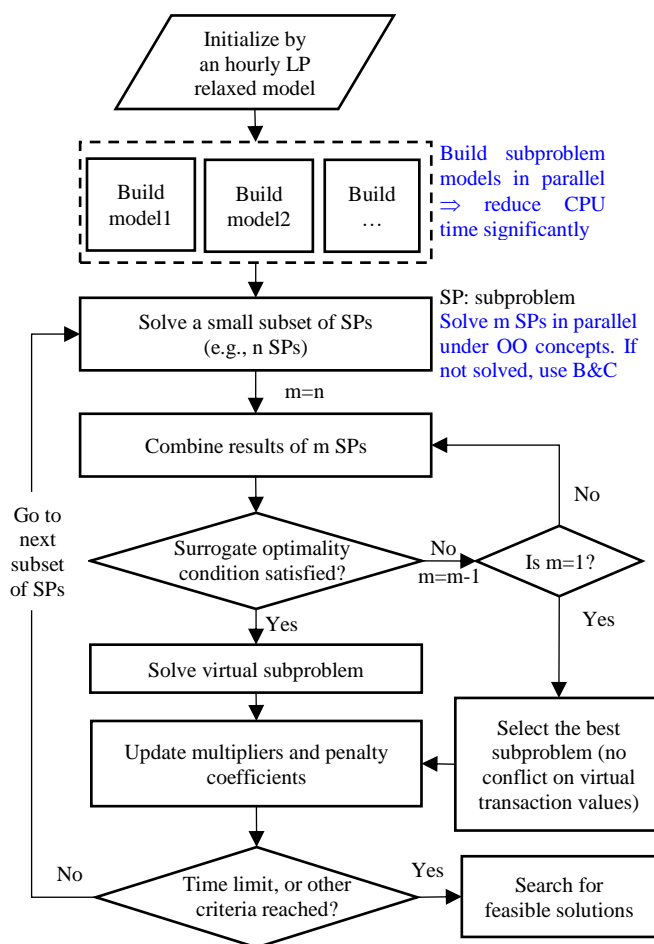 Initialize by
an hourly LP
relaxed model
Build
model1
Build
model2
Build
…
Build subproblem
models in parallel
⇒ reduce CPU
time significantly
Solve a small subset of SPs
(e.g., n SPs)
SP: subproblem
Solve m SPs in parallel
under OO concepts. If
not solved, use B&C
m=n
Combine results of m SPs
No
Go to
next
subset
of SPs
Surrogate optimality
condition satisfied?
No
m=m-1
Is m=1?
Yes
Yes
Solve virtual subproblem
Update multipliers and penalty
coefficients
Select the best
subproblem (no
conflict on virtual
transaction values)
No
Time limit, or other
criteria reached?
Yes
Search for
feasible solutions